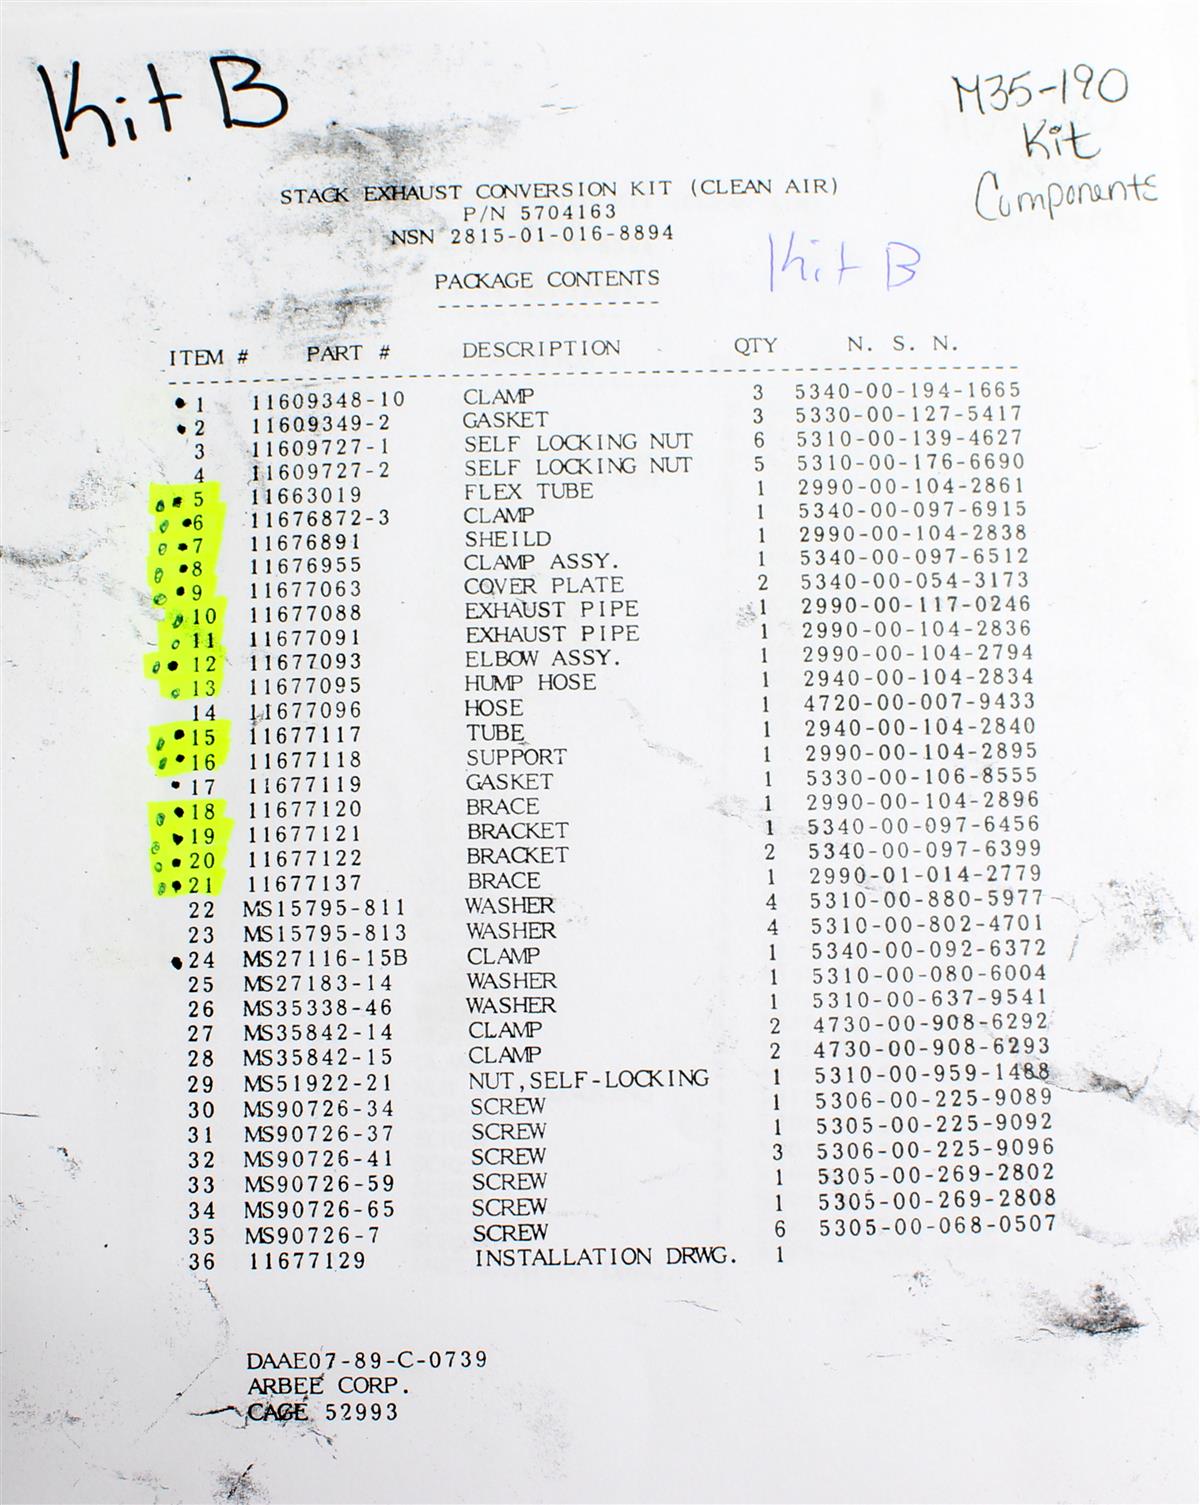 Kit B
M35-190
Kit
Components
STACK EXHAUST CONVERSION KIT (CLEAN AIR)
P/N 5704163
NSN 2815-01-016-8894
Kit B
PACKAGE CONTENTS
--------------
ITEM # PART # DESCRIPTION QTY N. S. N.
1 11609348-10 CLAMP 3 5340-00-194-1665
2 11609349-2 GASKET 3 5330-00-127-5417
3 11609727-1 SELF LOCKING NUT 6 5310-00-139-4627
4 11609727-2 SELF LOCKING NUT 5 5310-00-176-6690
5 11663019 FLEX TUBE 1 2990-00-104-2861
6 11676872-3 CLAMP 1 5340-00-097-6915
7 11676891 SHEILD 1 2990-00-104-2838
8 11676955 CLAMP ASSY. 1 5340-00-097-6512
9 11677063 COVER PLATE 2 5340-00-054-3173
10 11677088 EXHAUST PIPE 1 2990-00-117-0246
11 11677091 EXHAUST PIPE 1 2990-00-104-2836
12 11677093 ELBOW ASSY. 1 2990-00-104-2794
13 11677095 HUMP HOSE 1 2940-00-104-2834
14 11677096 HOSE 1 4720-00-007-9433
15 11677117 TUBE 1 2940-00-104-2840
16 11677118 SUPPORT 1 2990-00-104-2895
17 11677119 GASKET 1 5330-00-106-8555
18 11677120 BRACE 1 2990-00-104-2896
19 11677121 BRACKET 1 5340-00-097-6456
20 11677122 BRACKET 2 5340-00-097-6399
21 11677137 BRACE 1 2990-01-014-2779
22 MS15795-811 WASHER 4 5310-00-880-5977
23 MS15795-813 WASHER 4 5310-00-802-4701
24 MS27116-15B CLAMP 1 5340-00-092-6372
25 MS27183-14 WASHER 1 5310-00-080-6004
26 MS35338-46 WASHER 1 5310-00-637-9541
27 MS35842-14 CLAMP 2 4730-00-908-6292
28 MS35842-15 CLAMP 2 4730-00-908-6293
29 MS51922-21 NUT,SELF-LOCKING 1 5310-00-959-1488
30 MS90726-34 SCREW 1 5306-00-225-9089
31 MS90726-37 SCREW 1 5305-00-225-9092
32 MS90726-41 SCREW 3 5306-00-225-9096
33 MS90726-59 SCREW 1 5305-00-269-2802
34 MS90726-65 SCREW 1 5305-00-269-2808
35 MS90726-7 SCREW 6 5305-00-068-0507
36 11677129 INSTALLATION DRWG. 1
DAAE07-89-C-0739
ARBEE CORP.
CAGE 52993